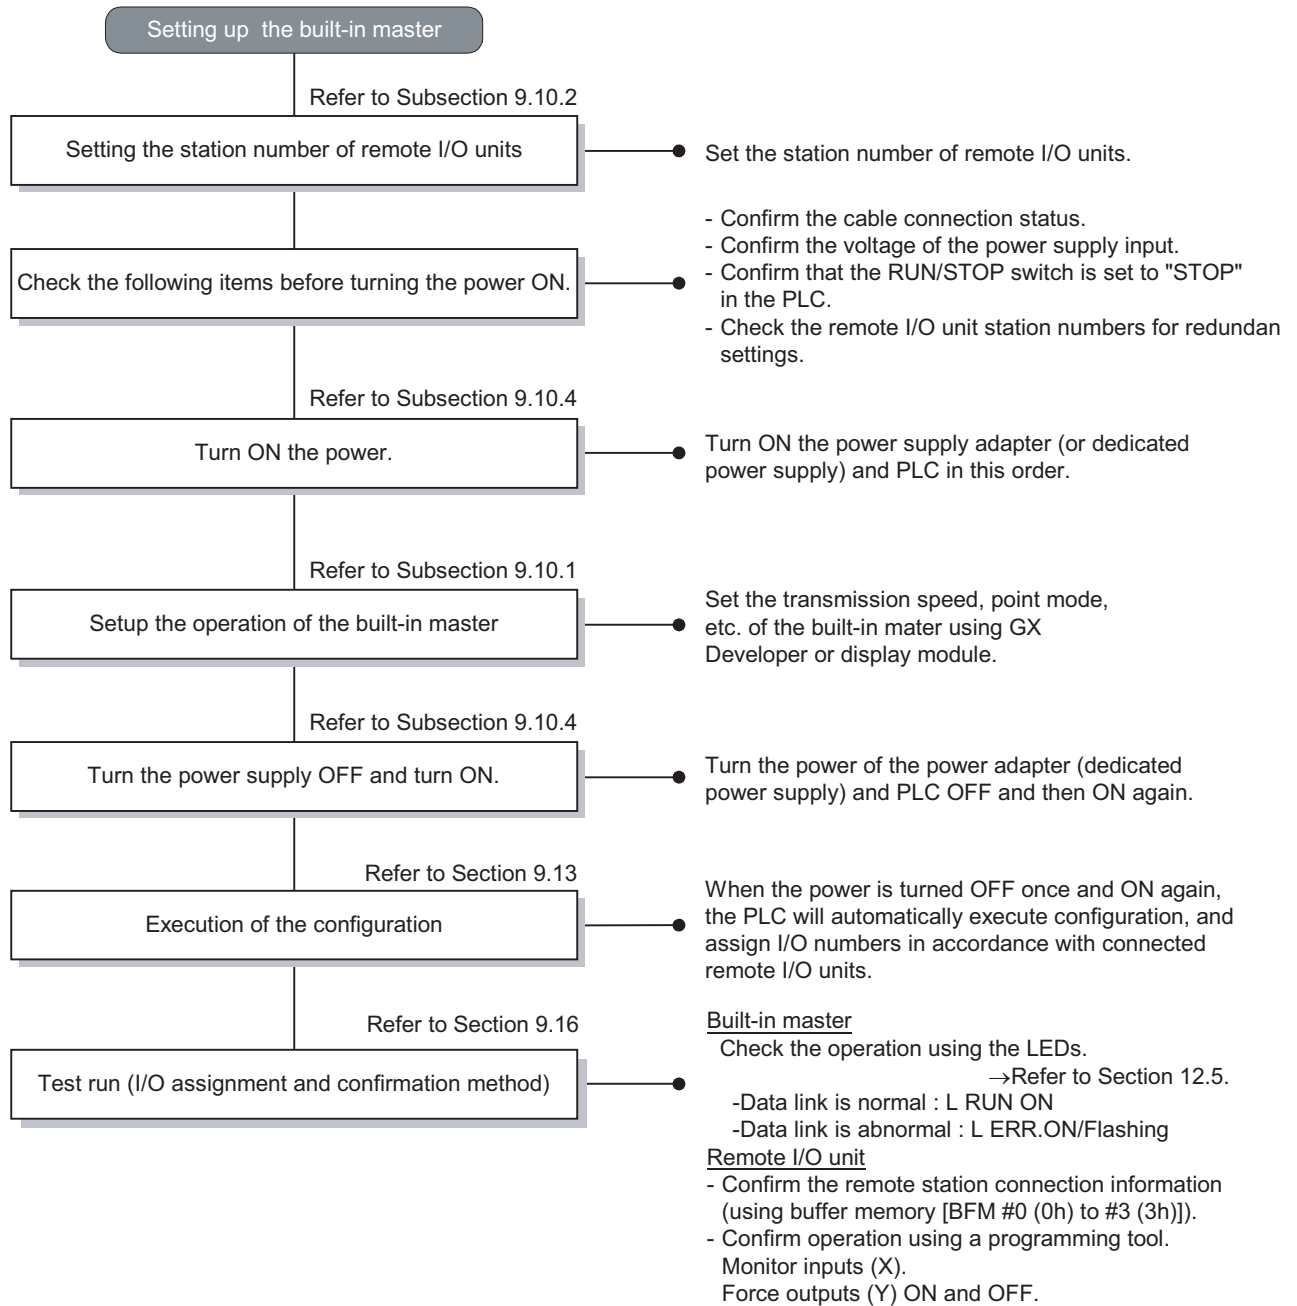 Setting up the built-in master
Refer to Subsection 9.10.2
Setting the station number of remote I/O units
Set the station number of remote I/O units.
Check the following items before turning the power ON.
- Confirm the cable connection status.
- Confirm the voltage of the power supply input.
- Confirm that the RUN/STOP switch is set to "STOP"
in the PLC.
- Check the remote I/O unit station numbers for redundan
settings.
Refer to Subsection 9.10.4
Turn ON the power.
Turn ON the power supply adapter (or dedicated
power supply) and PLC in this order.
Refer to Subsection 9.10.1
Setup the operation of the built-in master
Set the transmission speed, point mode,
etc. of the built-in mater using GX
Developer or display module.
Refer to Subsection 9.10.4
Turn the power supply OFF and turn ON.
Turn the power of the power adapter (dedicated
power supply) and PLC OFF and then ON again.
Refer to Section 9.13
Execution of the configuration
When the power is turned OFF once and ON again,
the PLC will automatically execute configuration, and
assign I/O numbers in accordance with connected
remote I/O units.
Refer to Section 9.16
Test run (I/O assignment and confirmation method)
Built-in master
Check the operation using the LEDs.
→Refer to Section 12.5.
-Data link is normal : L RUN ON
-Data link is abnormal : L ERR.ON/Flashing
Remote I/O unit
- Confirm the remote station connection information
(using buffer memory [BFM #0 (0h) to #3 (3h)]).
- Confirm operation using a programming tool.
Monitor inputs (X).
Force outputs (Y) ON and OFF.